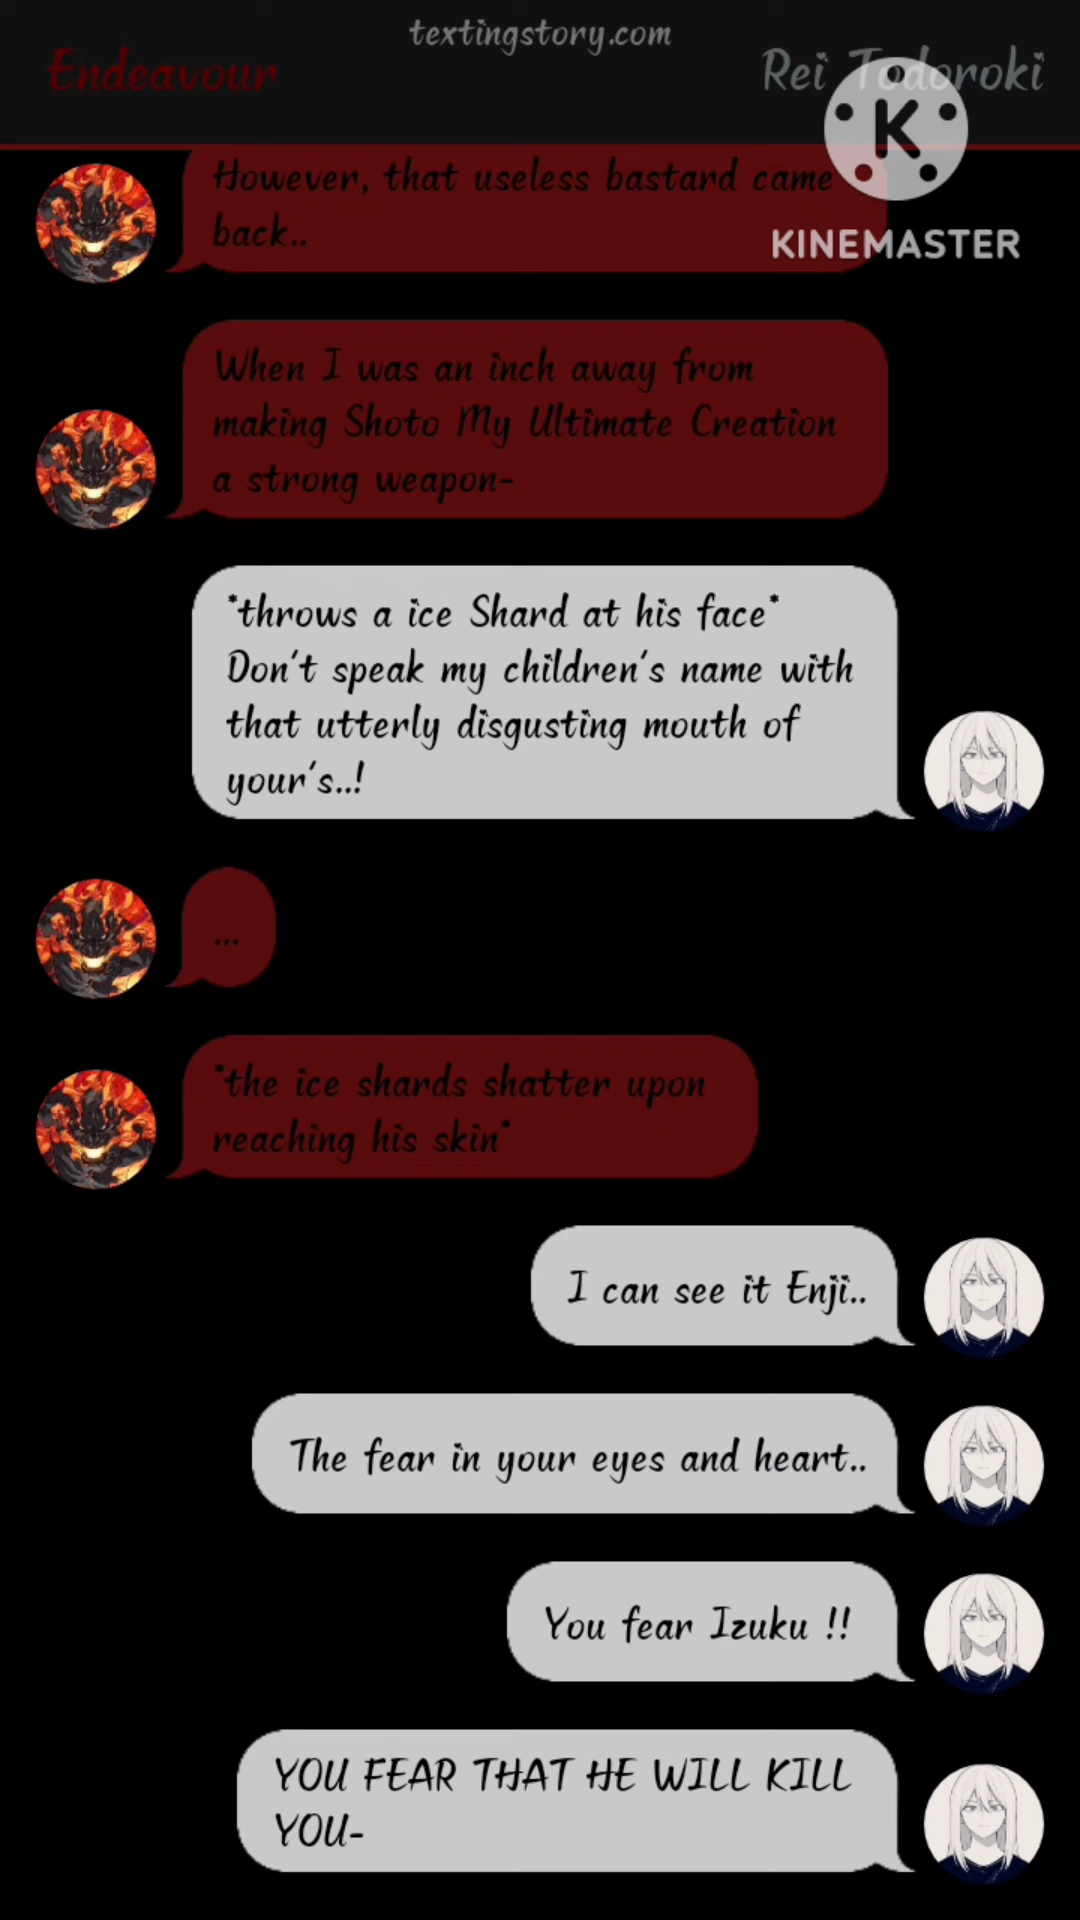 textingstory.com
Endeavour
Rei Todoroki
K
KINEMASTER
However, that useless bastard came
back..
When I was an inch away from
making Shoto My Ultimate Creation
a strong weapon-
*throws a ice Shard at his face*
Don't speak my children's name with
that utterly disgusting mouth of
your's..!
...
*the ice shards shatter upon
reaching his skin*
I can see it Enji..
The fear in your eyes and heart..
You fear Izuku !!
YOU FEAR THAT HE WILL KILL
YOU-